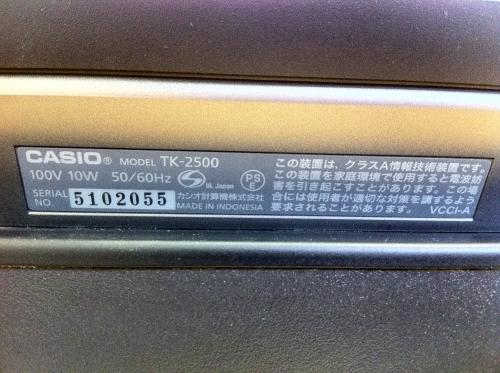 CASIO® MODEL TK-2500
100V 10W 50/60Hz UL Japan PS E
SERIAL NO. 5102055 カシオ計算機株式会社
MADE IN INDONESIA
この装置は、クラスA情報技術装置です。
この装置を家庭環境で使用すると電波妨
害を引き起こすことがあります。この場
合には使用者が適切な対策を講ずるよう
要求されることがあります。 VCCI-A